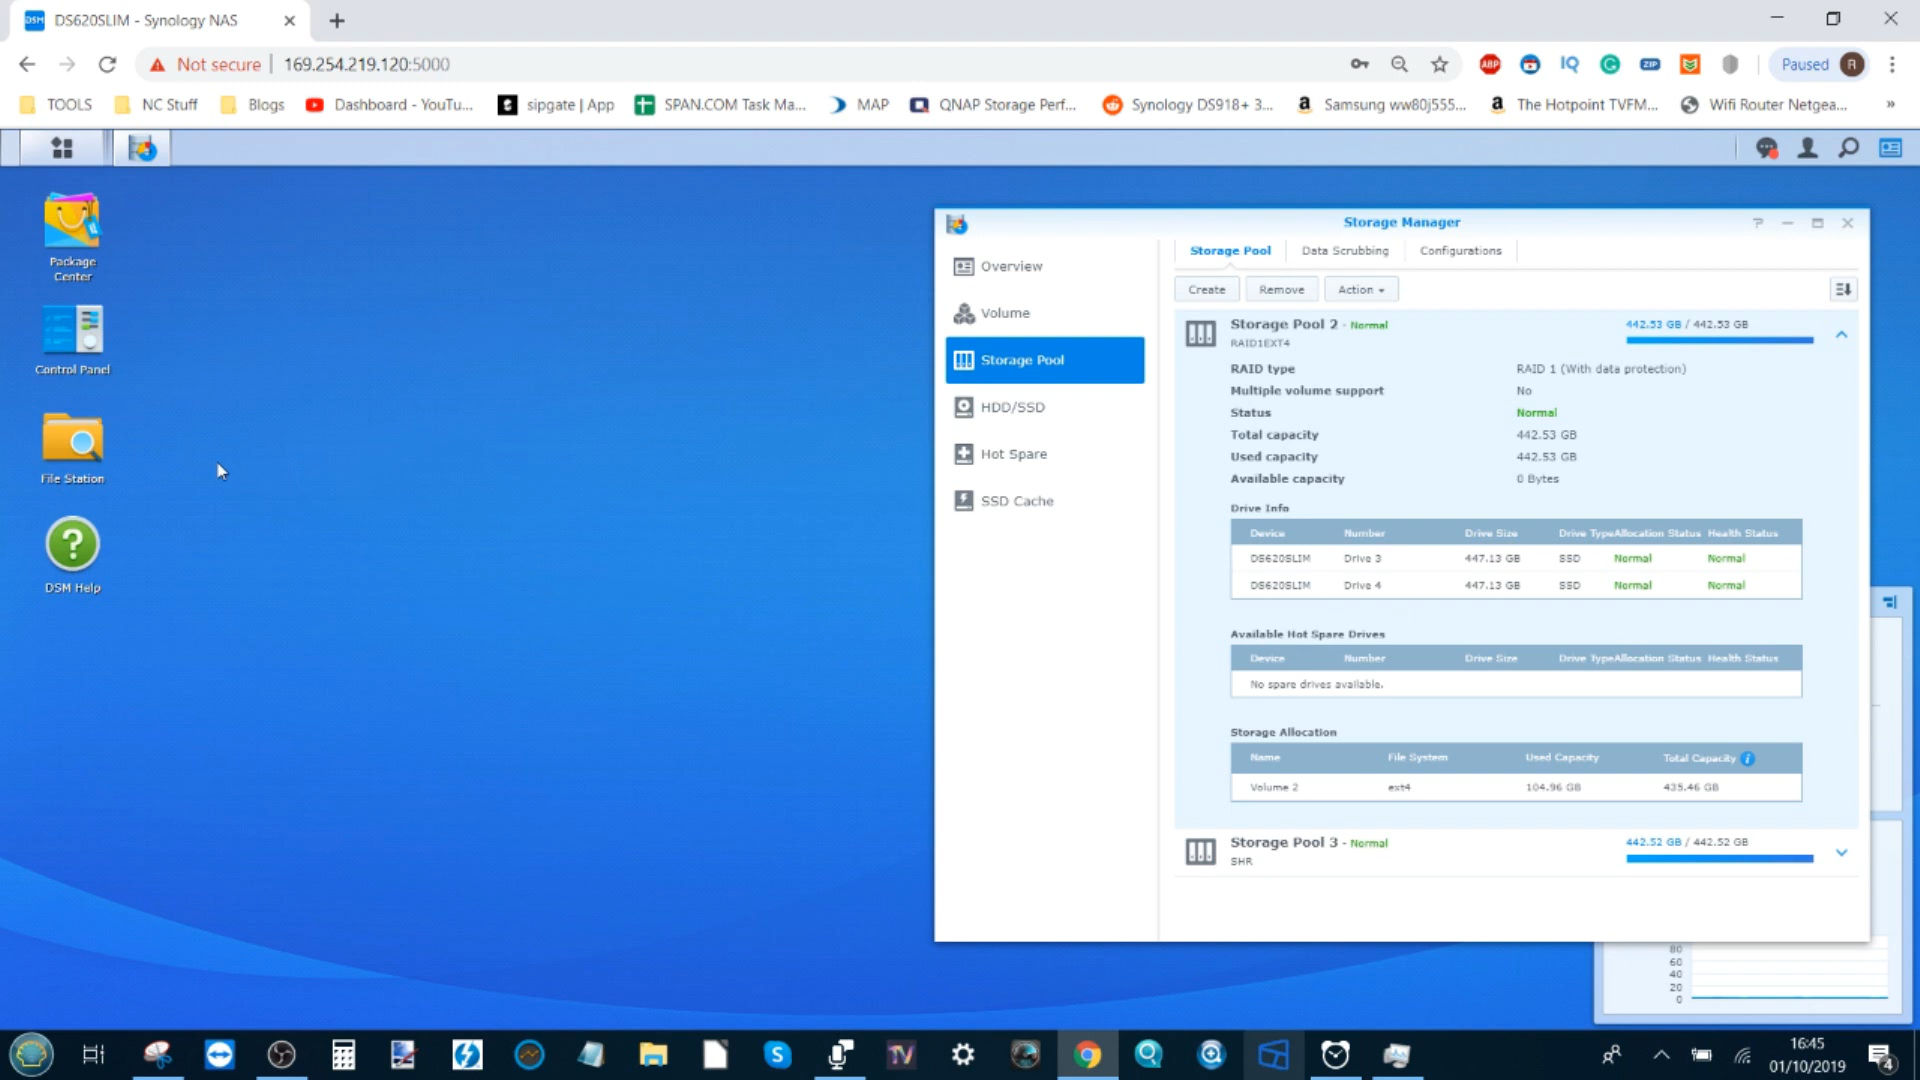 DSM DS620SLIM - Synology NAS
Not secure 169.254.219.120:5000
ABP IQ ZIP Paused R
TOOLS NC Stuff Blogs Dashboard - YouTu... sipgate | App SPAN.COM Task Ma... MAP QNAP Storage Perf... Synology DS918+ 3... Samsung ww80j555... The Hotpoint TVFM... Wifi Router Netgea... »
Package
Center
Control Panel
File Station
DSM Help
Storage Manager
Overview
Volume
Storage Pool
HDD/SSD
Hot Spare
SSD Cache
Storage Pool Data Scrubbing Configurations
Create Remove Action
Storage Pool 2 - Normal 442.53 GB / 442.53 GB
RAID1EXT4
RAID type RAID 1 (With data protection)
Multiple volume support No
Status Normal
Total capacity 442.53 GB
Used capacity 442.53 GB
Available capacity 0 Bytes
Drive Info
Device Number Drive Size Drive Type Allocation Status Health Status
DS620SLIM Drive 3 447.13 GB SSD Normal Normal
DS620SLIM Drive 4 447.13 GB SSD Normal Normal
Available Hot Spare Drives
Device Number Drive Size Drive Type Allocation Status Health Status
No spare drives available.
Storage Allocation
Name File System Used Capacity Total Capacity i
Volume 2 ext4 104.96 GB 435.46 GB
Storage Pool 3 - Normal 442.52 GB / 442.52 GB
SHR
80
60
40
20
0
TV
16:45
01/10/2019
4